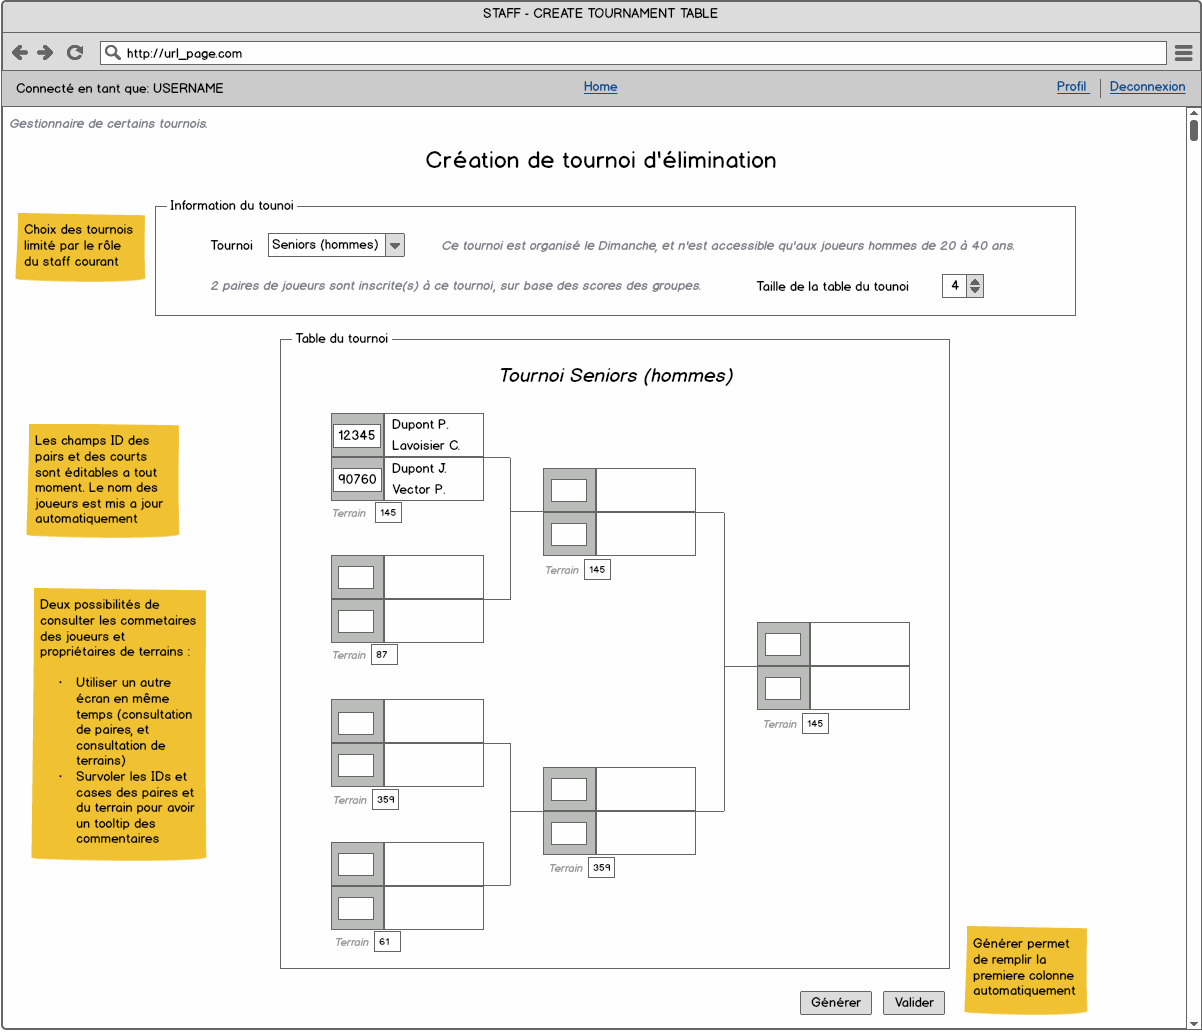 STAFF - CREATE TOURNAMENT TABLE
http://url_page.com
Connecté en tant que: USERNAME
Home
Profil
Deconnexion
Gestionnaire de certains tournois.
Création de tournoi d'élimination
Choix des tournois
limité par le rôle
du staff courant
Information du tounoi
Tournoi
Seniors (hommes)
Ce tournoi est organisé le Dimanche, et n'est accessible qu'aux joueurs hommes de 20 à 40 ans.
2 paires de joueurs sont inscrite(s) à ce tournoi, sur base des scores des groupes.
Taille de la table du tounoi
4
Table du tournoi
Tournoi Seniors (hommes)
Les champs ID des
pairs et des courts
sont éditables a tout
moment. Le nom des
joueurs est mis a jour
automatiquement
Deux possibilités de
consulter les commetaires
des joueurs et
propriétaires de terrains :
• Utiliser un autre
écran en même
temps (consultation
de paires, et
consultation de
terrains)
• Survoler les IDs et
cases des paires et
du terrain pour avoir
un tooltip des
commentaires
12345
Dupont P.
Lavoisier C.
90760
Dupont J.
Vector P.
Terrain 145
Terrain 87
Terrain 359
Terrain 61
Terrain 145
Terrain 359
Terrain 145
Générer
Valider
Générer permet
de remplir la
premiere colonne
automatiquement